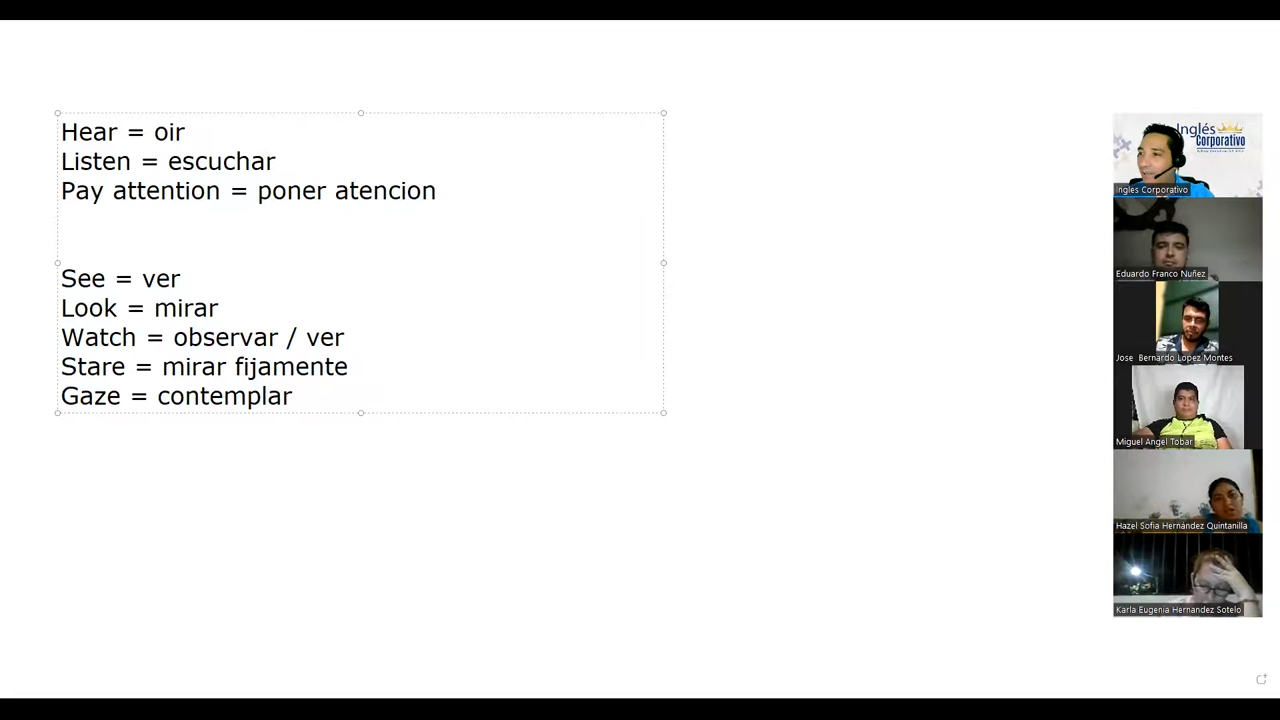 Hear = oir
Listen = escuchar
Pay attention = poner atencion
See = ver
Look = mirar
Watch = observar / ver
Stare = mirar fijamente
Gaze = contemplar
Inglés
Corporativo
Ingles Corporativo
Eduardo Franco Nuñez
Jose Bernardo Lopez Montes
Miguel Angel Tobar
Hazel Sofia Hernández Quintanilla
Karla Eugenia Hernandez Sotelo